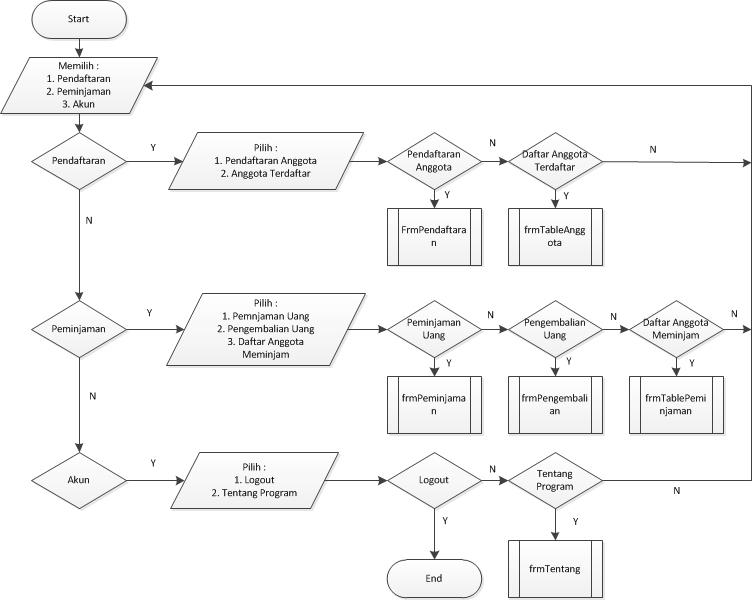 Start
Memilih :
1. Pendaftaran
2. Peminjaman
3. Akun
Pendaftaran
Y
Pilih :
1. Pendaftaran Anggota
2. Anggota Terdaftar
Pendaftaran
Anggota
N
Daftar Anggota
Terdaftar
N
Y
Y
FrmPendaftara
n
frmTableAngg
ota
N
Peminjaman
Y
Pilih :
1. Pemnjaman Uang
2. Pengembalian Uang
3. Daftar Anggota
Meminjam
Peminjaman
Uang
N
Pengembalian
Uang
N
Daftar Anggota
Meminjam
N
Y
Y
Y
frmPeminjama
n
frmPengembali
an
frmTablePemi
njaman
N
Akun
Y
Pilih :
1. Logout
2. Tentang Program
Logout
N
Tentang
Program
N
Y
Y
End
frmTentang